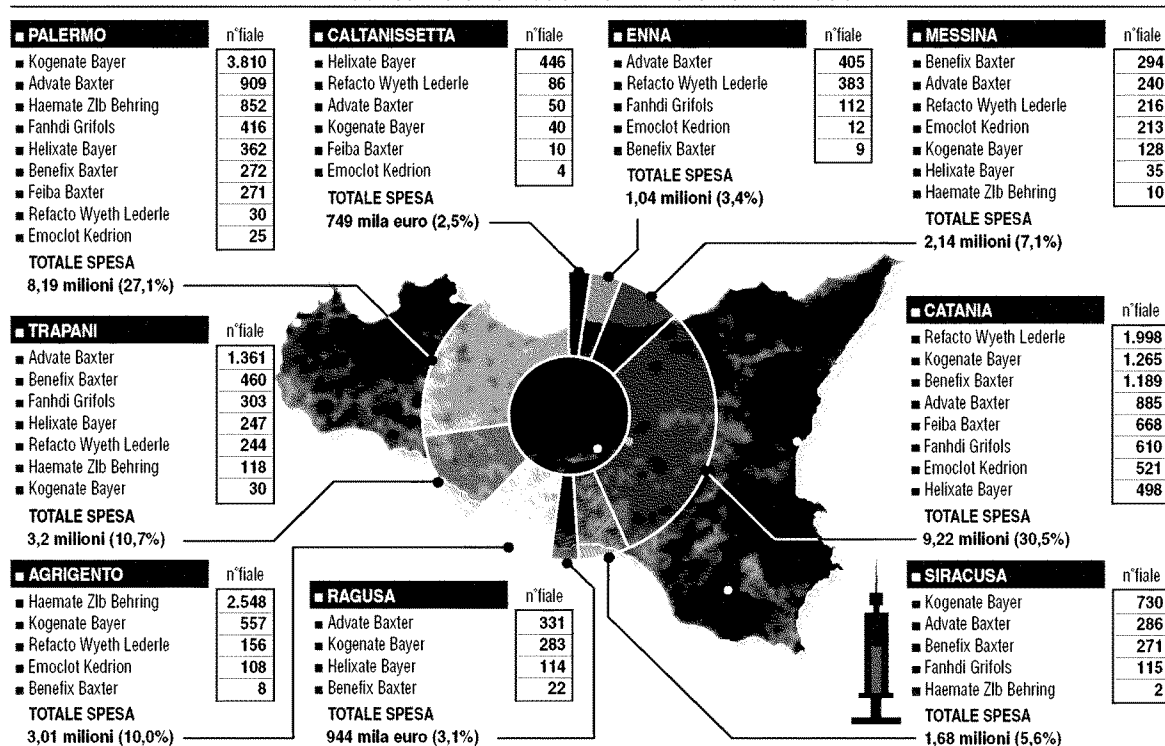 PALERMO n°fiale
Kogenate Bayer 3.810
Advate Baxter 909
Haemate Zlb Behring 852
Fanhdi Grifols 416
Helixate Bayer 362
Benefix Baxter 272
Feiba Baxter 271
Refacto Wyeth Lederle 30
Emoclot Kedrion 25
TOTALE SPESA
8,19 milioni (27,1%)
CALTANISSETTA n°fiale
Helixate Bayer 446
Refacto Wyeth Lederle 86
Advate Baxter 50
Kogenate Bayer 40
Feiba Baxter 10
Emoclot Kedrion 4
TOTALE SPESA
749 mila euro (2,5%)
ENNA n°fiale
Advate Baxter 405
Refacto Wyeth Lederle 383
Fanhdi Grifols 112
Emoclot Kedrion 12
Benefix Baxter 9
TOTALE SPESA
1,04 milioni (3,4%)
MESSINA n°fiale
Benefix Baxter 294
Advate Baxter 240
Refacto Wyeth Lederle 216
Emoclot Kedrion 213
Kogenate Bayer 128
Helixate Bayer 35
Haemate Zlb Behring 10
TOTALE SPESA
2,14 milioni (7,1%)
TRAPANI n°fiale
Advate Baxter 1.361
Benefix Baxter 460
Fanhdi Grifols 303
Helixate Bayer 247
Refacto Wyeth Lederle 244
Haemate Zlb Behring 118
Kogenate Bayer 30
TOTALE SPESA
3,2 milioni (10,7%)
CATANIA n°fiale
Refacto Wyeth Lederle 1.998
Kogenate Bayer 1.265
Benefix Baxter 1.189
Advate Baxter 885
Feiba Baxter 668
Fanhdi Grifols 610
Emoclot Kedrion 521
Helixate Bayer 498
TOTALE SPESA
9,22 milioni (30,5%)
AGRIGENTO n°fiale
Haemate Zlb Behring 2.548
Kogenate Bayer 557
Refacto Wyeth Lederle 156
Emoclot Kedrion 108
Benefix Baxter 8
TOTALE SPESA
3,01 milioni (10,0%)
RAGUSA n°fiale
Advate Baxter 331
Kogenate Bayer 283
Helixate Bayer 114
Benefix Baxter 22
TOTALE SPESA
944 mila euro (3,1%)
SIRACUSA n°fiale
Kogenate Bayer 730
Advate Baxter 286
Benefix Baxter 271
Fanhdi Grifols 115
Haemate Zlb Behring 2
TOTALE SPESA
1,68 milioni (5,6%)